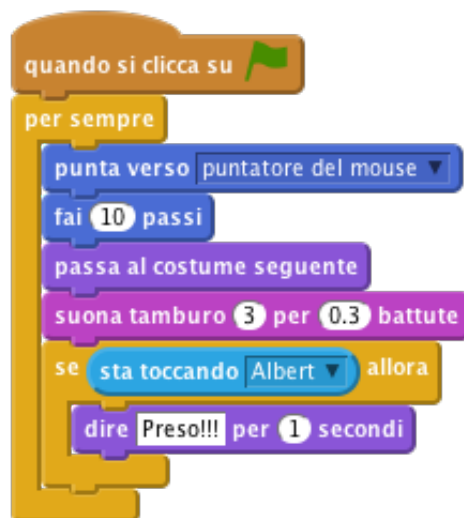 quando si clicca su
per sempre
punta verso puntatore del mouse
fai 10 passi
passa al costume seguente
suona tamburo 3 per 0.3 battute
se sta toccando Albert allora
dire Preso!!! per 1 secondi